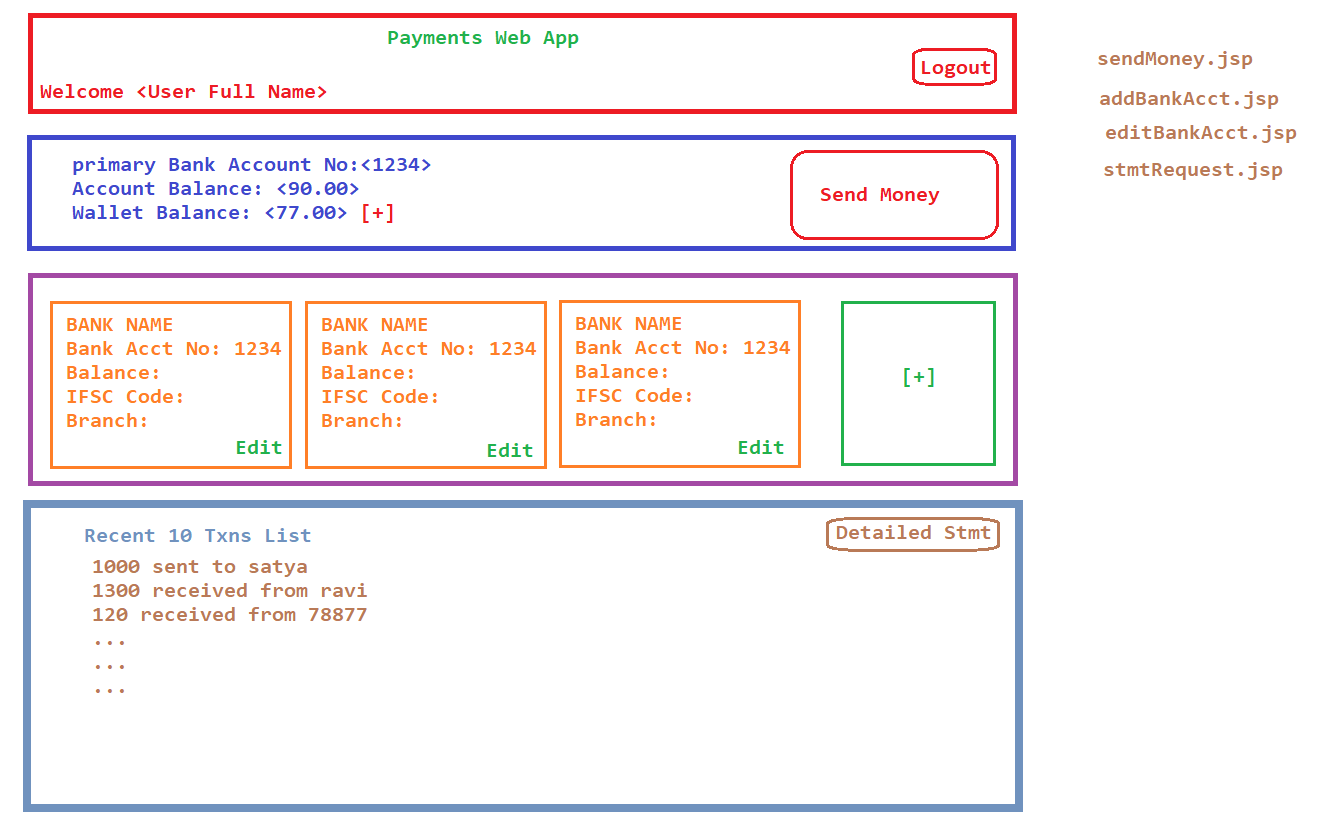 Payments Web App
Logout
Welcome <User Full Name>
primary Bank Account No:<1234>
Account Balance: <90.00>
Wallet Balance: <77.00> [+]
Send Money
BANK NAME
Bank Acct No: 1234
Balance:
IFSC Code:
Branch:
Edit
BANK NAME
Bank Acct No: 1234
Balance:
IFSC Code:
Branch:
Edit
BANK NAME
Bank Acct No: 1234
Balance:
IFSC Code:
Branch:
Edit
[+]
Recent 10 Txns List
Detailed Stmt
1000 sent to satya
1300 received from ravi
120 received from 78877
...
...
...
sendMoney.jsp
addBankAcct.jsp
editBankAcct.jsp
stmtRequest.jsp